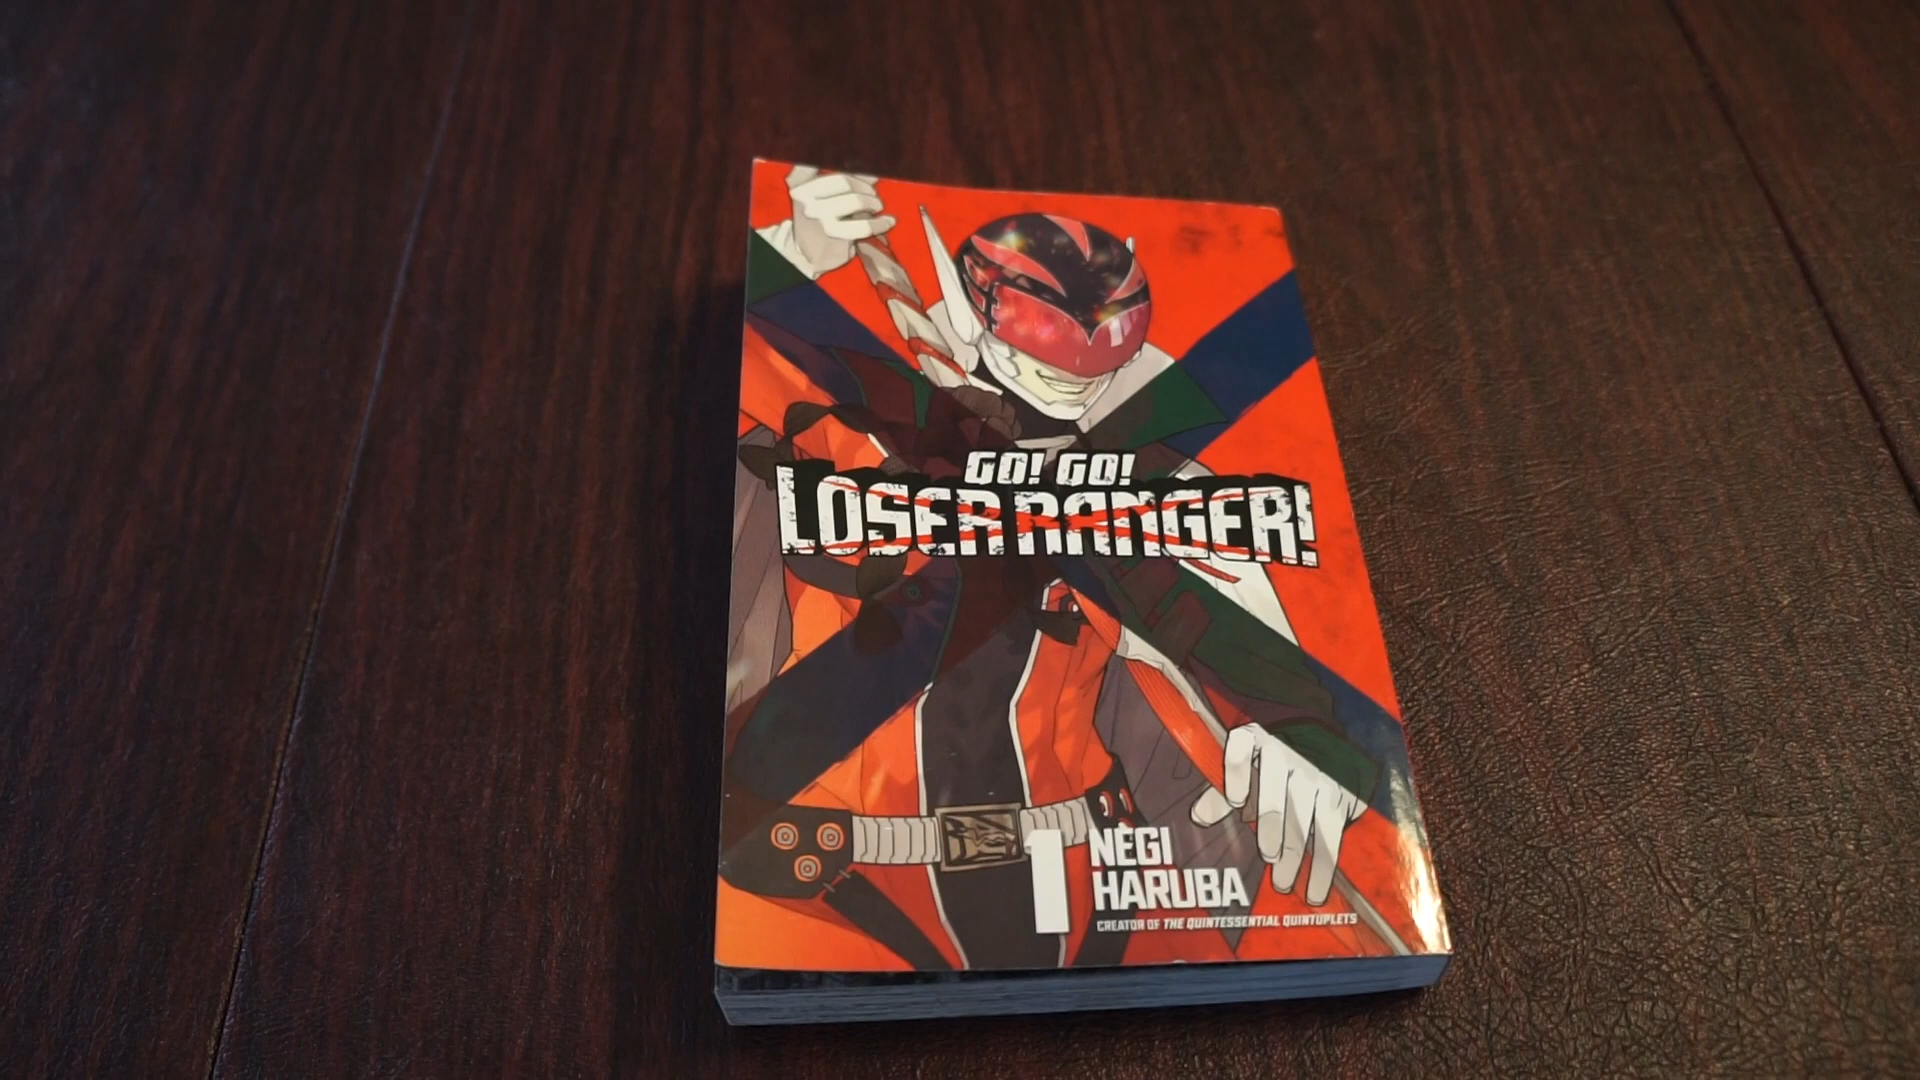 GO! GO!
LOSER RANGER!
1
NEGI
HARUBA
CREATOR OF THE QUINTESSENTIAL QUINTUPLETS